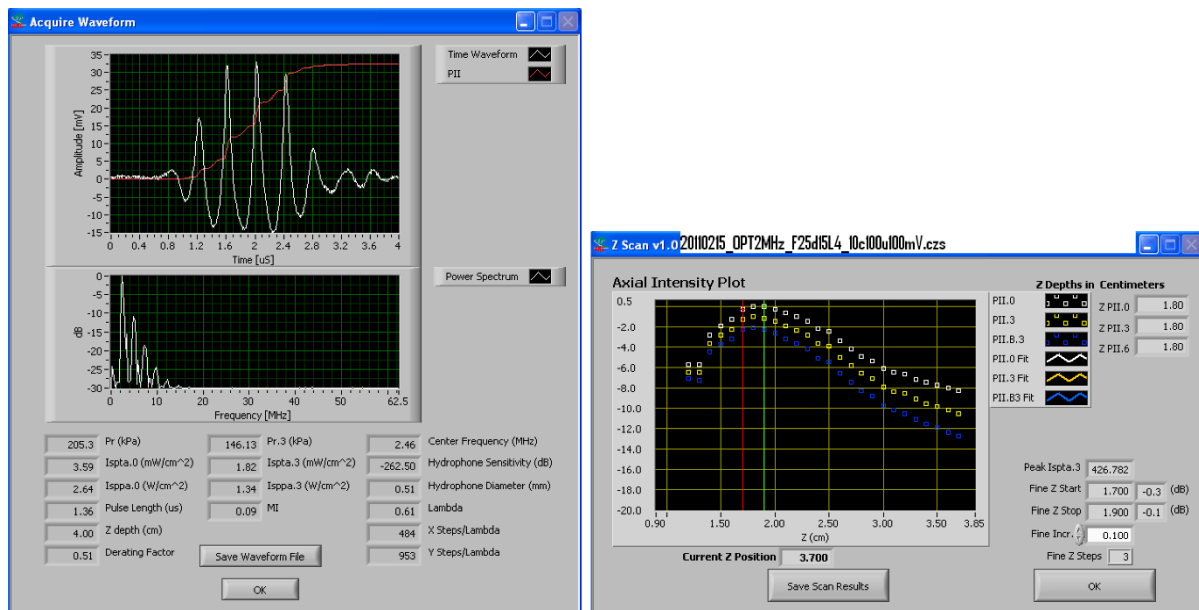 Acquire Waveform
Time Waveform
PII
Amplitude [mV]
35
30
25
20
15
10
5
0
-5
-10
-15
0 0.4 0.8 1.2 1.6 2 2.4 2.8 3.2 3.6 4
Time [uS]
Power Spectrum
dB
0
-5
-10
-15
-20
-25
-30
0 10 20 30 40 50 62.5
Frequency [MHz]
205.3 Pr (kPa) 146.13 Pr.3 (kPa) 2.46 Center Frequency (MHz)
3.59 Ispta.0 (mW/cm^2) 1.82 Ispta.3 (mW/cm^2) -262.50 Hydrophone Sensitivity (dB)
2.64 Isppa.0 (W/cm^2) 1.34 Isppa.3 (W/cm^2) 0.51 Hydrophone Diameter (mm)
1.36 Pulse Length (us) 0.09 MI 0.61 Lambda
4.00 Z depth (cm) 484 X Steps/Lambda
0.51 Derating Factor Save Waveform File 953 Y Steps/Lambda
OK
Z Scan v1.0 20110215_OPT2MHz_F25d15L4_10c100u100mV.czs
Axial Intensity Plot
0.5
-2.0
-4.0
-6.0
-8.0
-10.0
-12.0
-14.0
-16.0
-18.0
-20.0
0.90 1.50 2.00 2.50 3.00 3.50 3.85
Z (cm)
Z Depths in Centimeters
PII.0 Z PII.0 1.80
PII.3 Z PII.3 1.80
PII.B.3 Z PII.6 1.80
PII.0 Fit
PII.3 Fit
PII.B3 Fit
Peak Ispta.3 426.782
Fine Z Start 1.700 -0.3 (dB)
Fine Z Stop 1.900 -0.1 (dB)
Fine Incr. 0.100
Fine Z Steps 3
Current Z Position 3.700
Save Scan Results
OK